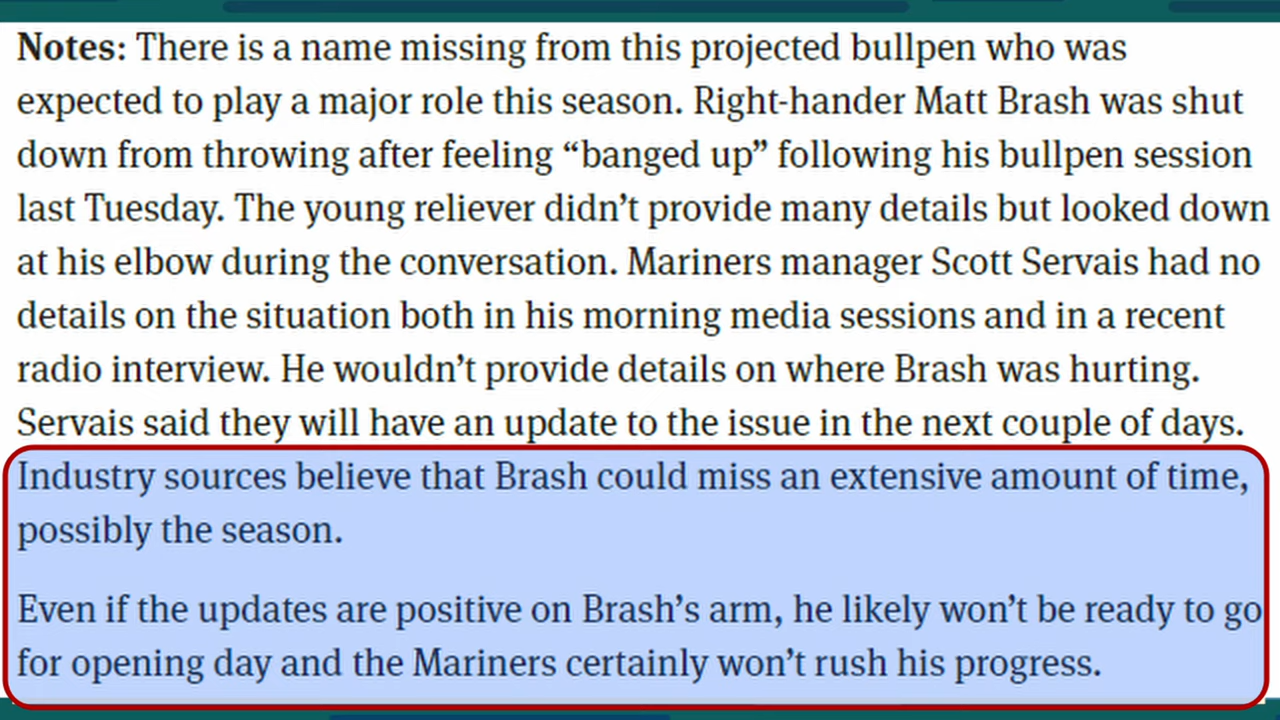 Notes: There is a name missing from this projected bullpen who was
expected to play a major role this season. Right-hander Matt Brash was shut
down from throwing after feeling “banged up” following his bullpen session
last Tuesday. The young reliever didn’t provide many details but looked down
at his elbow during the conversation. Mariners manager Scott Servais had no
details on the situation both in his morning media sessions and in a recent
radio interview. He wouldn’t provide details on where Brash was hurting.
Servais said they will have an update to the issue in the next couple of days.
Industry sources believe that Brash could miss an extensive amount of time,
possibly the season.
Even if the updates are positive on Brash’s arm, he likely won’t be ready to go
for opening day and the Mariners certainly won’t rush his progress.